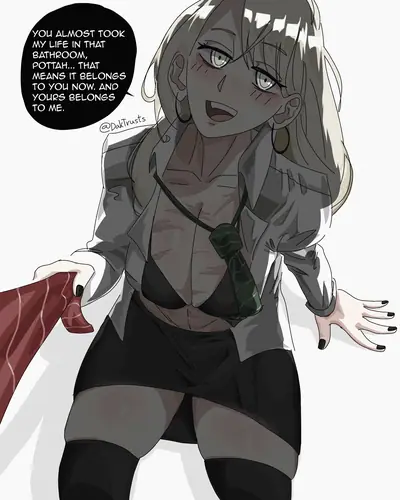 YOU ALMOST TOOK
MY LIFE IN THAT
BATHROOM,
POTTAH... THAT
MEANS IT BELONGS
TO YOU NOW. AND
YOURS BELONGS
TO ME.
@DakTrusts